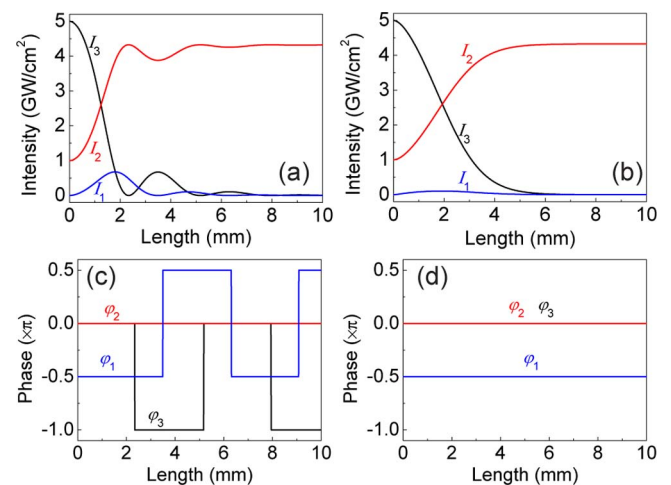 5
4
3
2
1
0
Intensity (GW/cm²)
I₃
I₂
I₁
(a)
0 2 4 6 8 10
Length (mm)
5
4
3
2
1
0
Intensity (GW/cm²)
I₂
I₃
I₁
(b)
0 2 4 6 8 10
Length (mm)
0.5
0.0
-0.5
-1.0
Phase (×π)
(c)
φ₂
φ₁
φ₃
0 2 4 6 8 10
Length (mm)
0.5
0.0
-0.5
-1.0
Phase (×π)
(d)
φ₂ φ₃
φ₁
0 2 4 6 8 10
Length (mm)